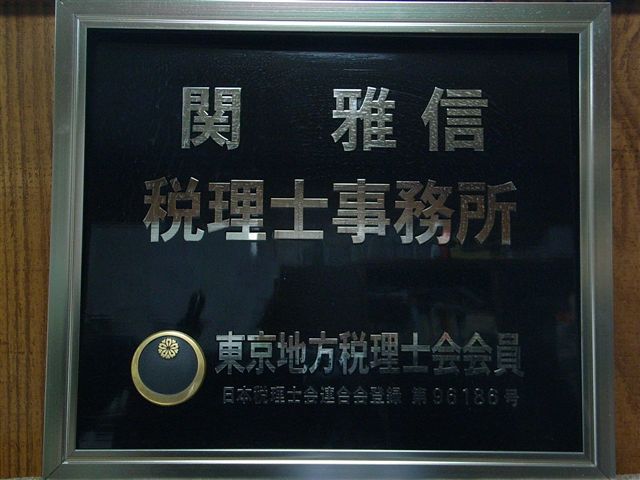 関 雅信
税理士事務所
東京地方税理士会会員
日本税理士会連合会登録 第96186号